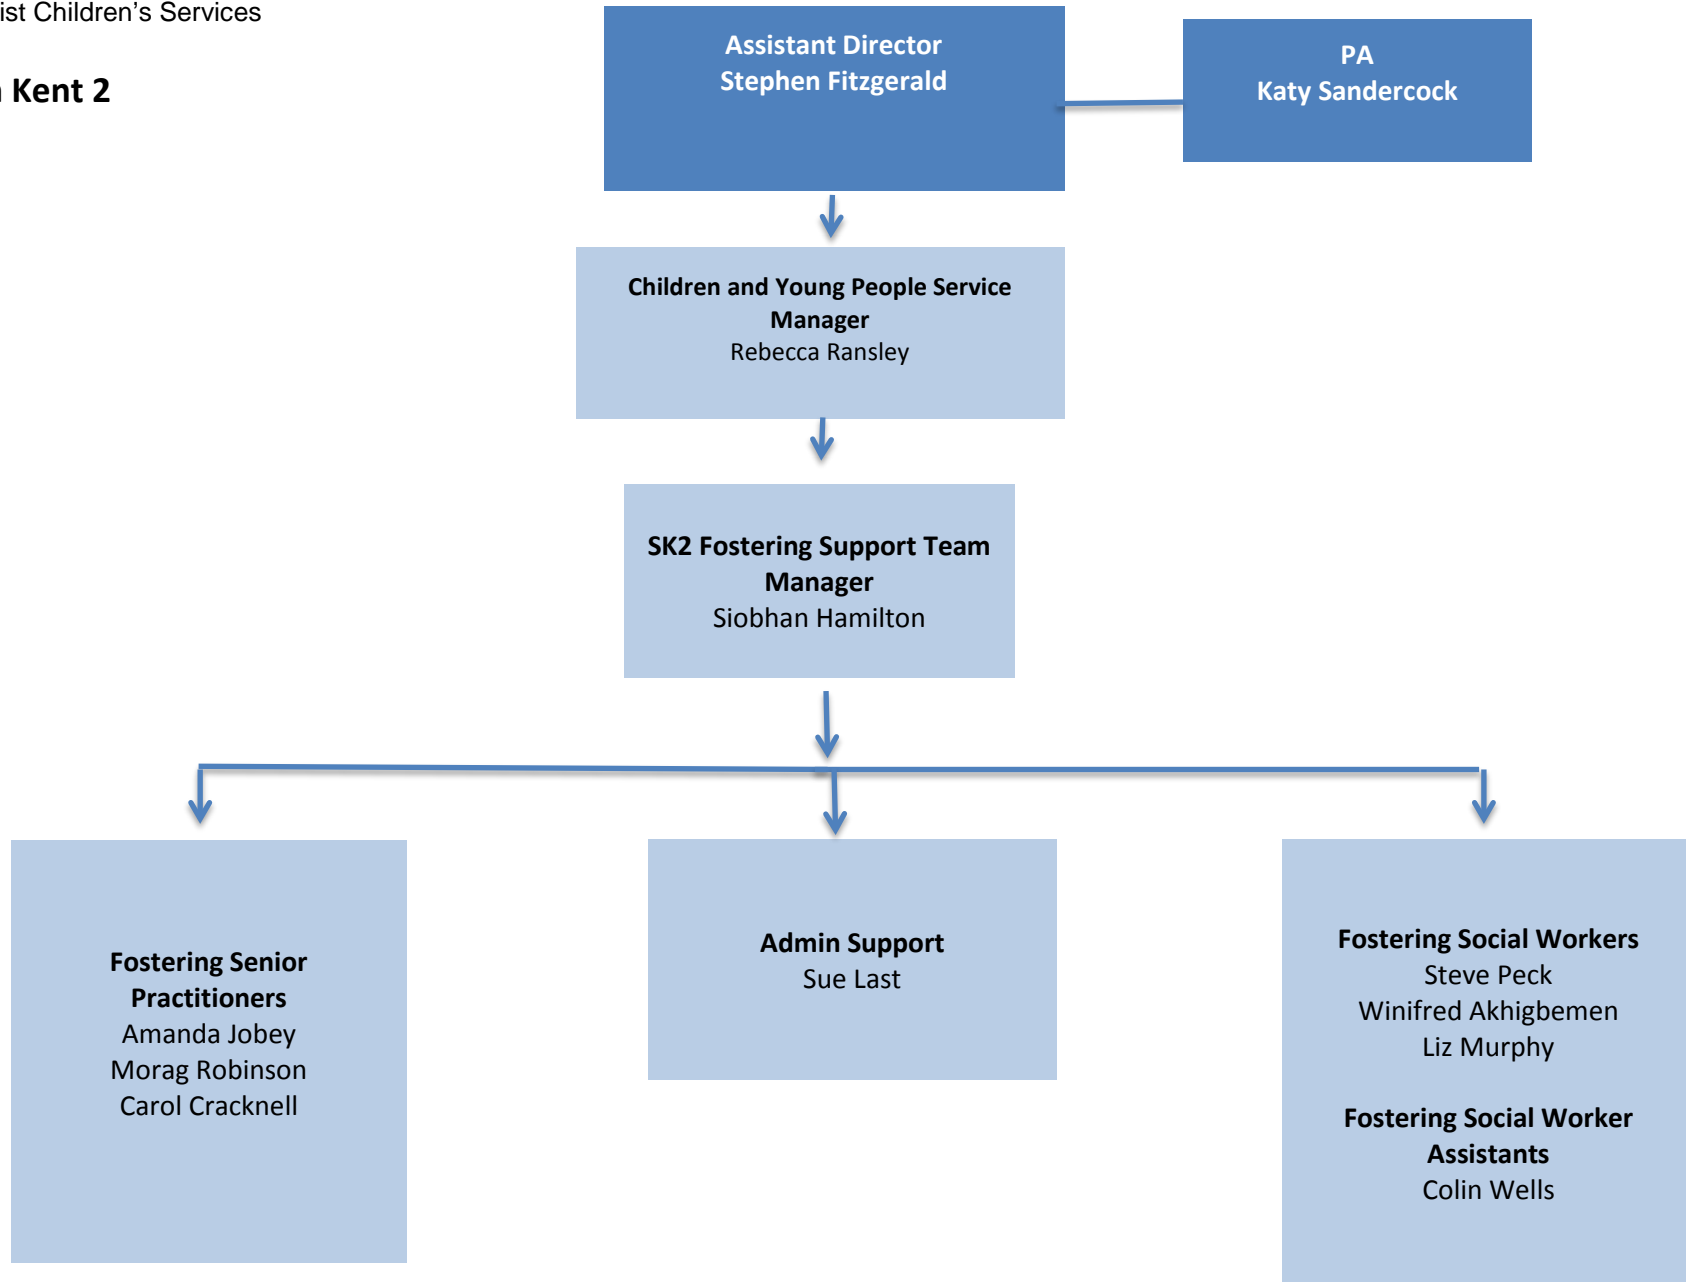 ist Children’s Services
Kent 2
Assistant Director
Stephen Fitzgerald
PA
Katy Sandercock
Children and Young People Service
Manager
Rebecca Ransley
SK2 Fostering Support Team
Manager
Siobhan Hamilton
Fostering Senior
Practitioners
Amanda Jobey
Morag Robinson
Carol Cracknell
Admin Support
Sue Last
Fostering Social Workers
Steve Peck
Winifred Akhigbemen
Liz Murphy
Fostering Social Worker
Assistants
Colin Wells